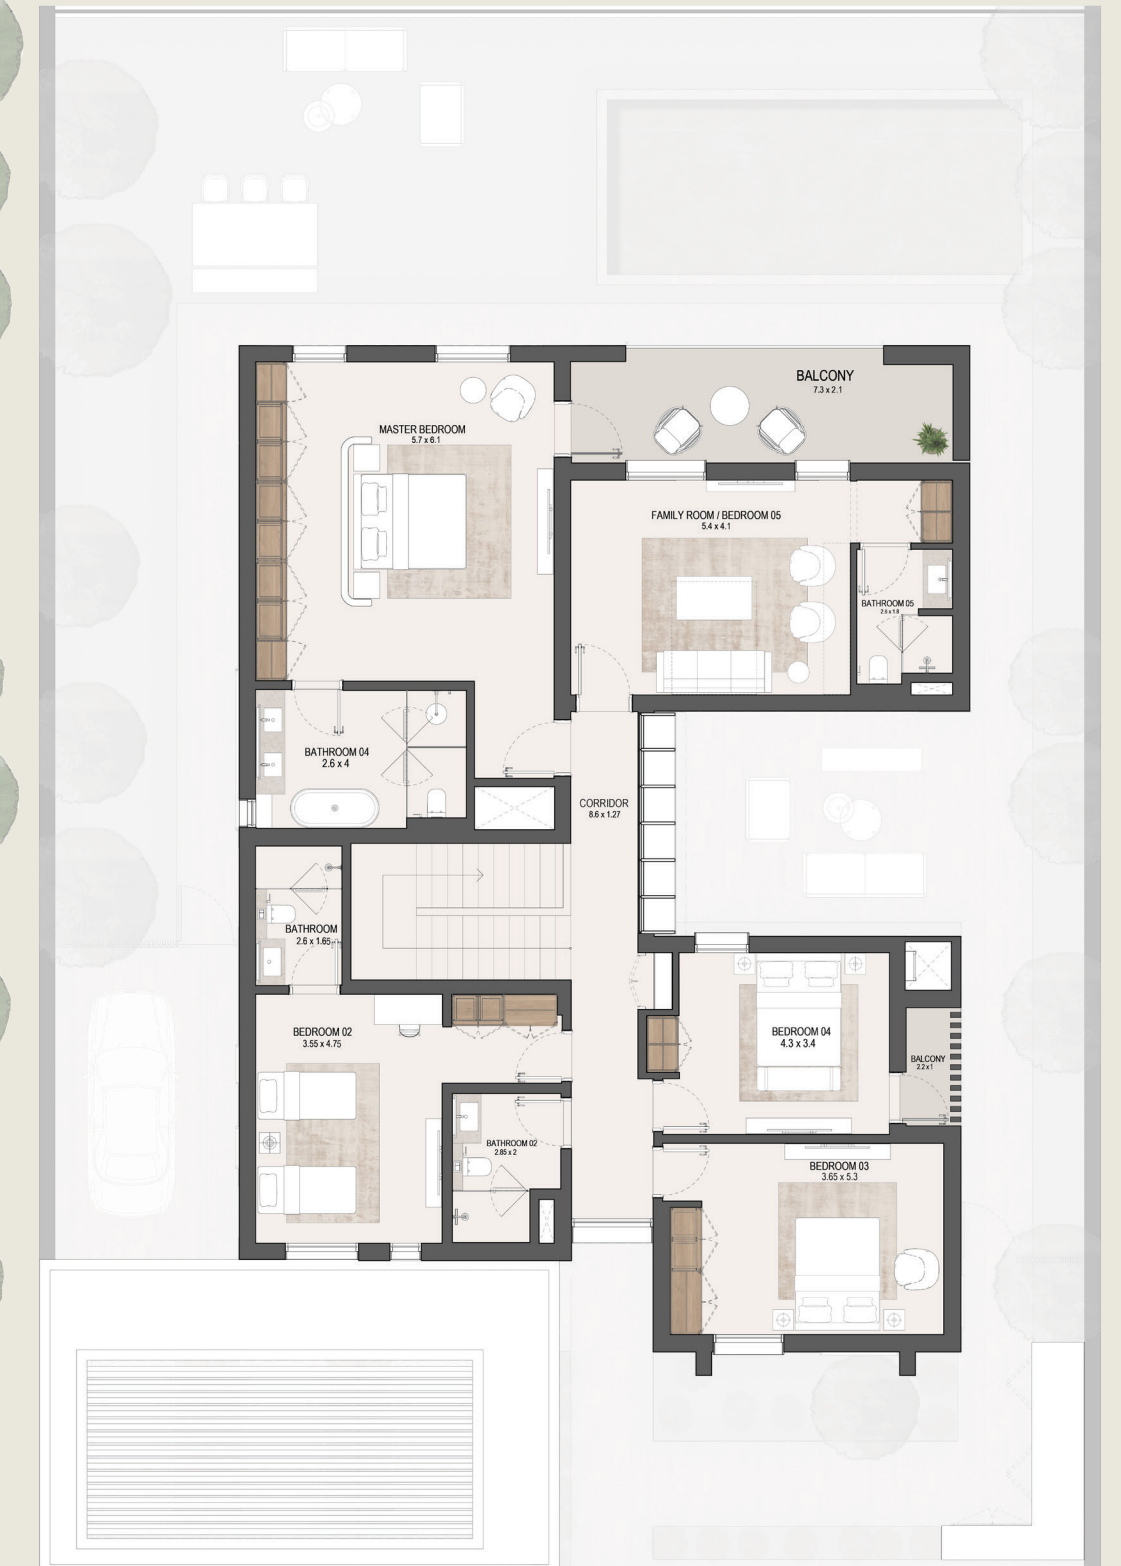 BALCONY
7.3 x 2.1
MASTER BEDROOM
5.7 x 6.1
FAMILY ROOM / BEDROOM 05
5.4 x 4.1
BATHROOM 05
2.6 x 1.8
BATHROOM 04
2.6 x 4
CORRIDOR
8.6 x 1.27
BATHROOM
2.6 x 1.65
BEDROOM 02
3.55 x 4.75
BEDROOM 04
4.3 x 3.4
BALCONY
2.2 x 1
BATHROOM 02
2.85 x 2
BEDROOM 03
3.65 x 5.3